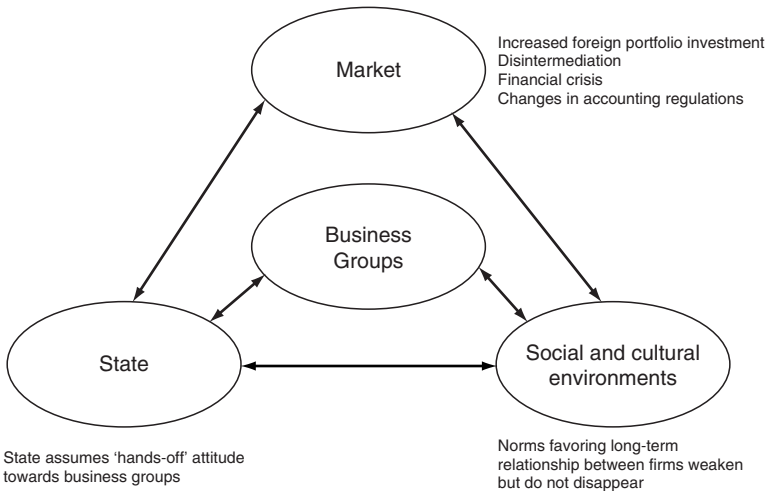 Market
Increased foreign portfolio investment
Disintermediation
Financial crisis
Changes in accounting regulations
Business
Groups
State
Social and cultural
environments
State assumes ‘hands-off’ attitude
towards business groups
Norms favoring long-term
relationship between firms weaken
but do not disappear